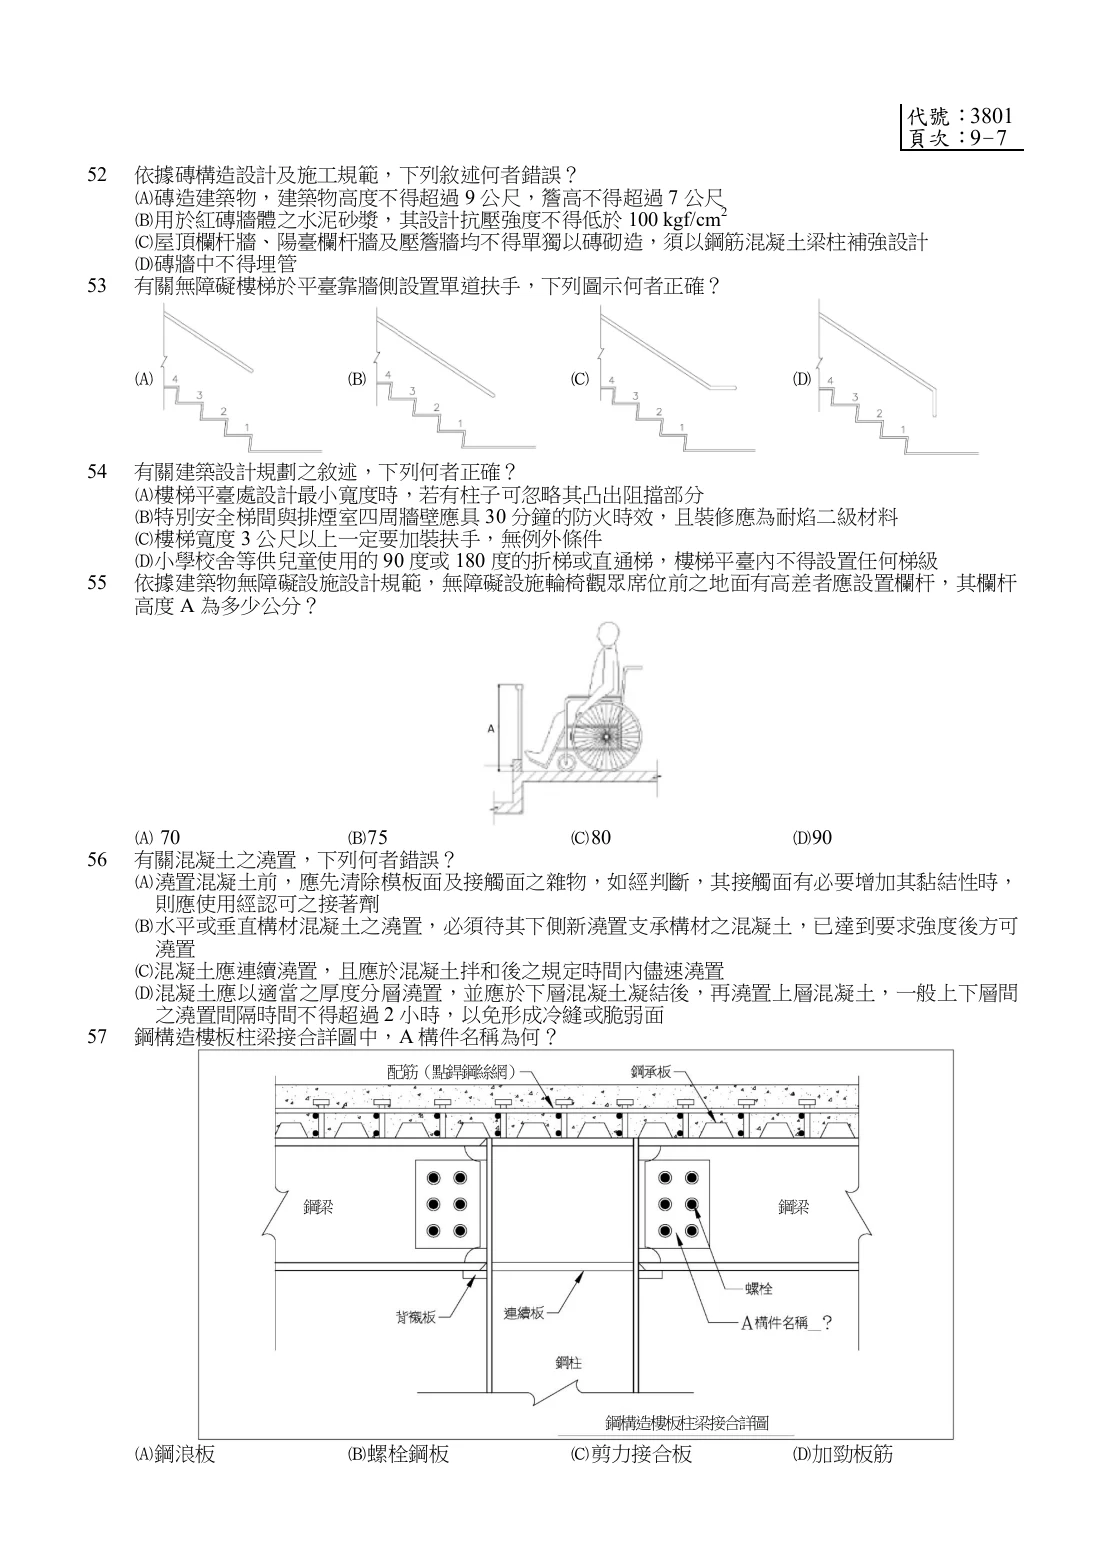 代號：3801
頁次：9－7
52 依據磚構造設計及施工規範，下列敘述何者錯誤？
(A)磚造建築物，建築物高度不得超過 9 公尺，簷高不得超過 7 公尺
(B)用於紅磚牆體之水泥砂漿，其設計抗壓強度不得低於 100 kgf/cm²
(C)屋頂欄杆牆、陽臺欄杆牆及壓簷牆均不得單獨以磚砌造，須以鋼筋混凝土梁柱補強設計
(D)磚牆中不得埋管
53 有關無障礙樓梯於平臺靠牆側設置單道扶手，下列圖示何者正確？
(A) 4 3 2 1 (B) 4 3 2 1 (C) 4 3 2 1 (D) 4 3 2 1
54 有關建築設計規劃之敘述，下列何者正確？
(A)樓梯平臺處設計最小寬度時，若有柱子可忽略其凸出阻擋部分
(B)特別安全梯間與排煙室四周牆壁應具 30 分鐘的防火時效，且裝修應為耐焰二級材料
(C)樓梯寬度 3 公尺以上一定要加裝扶手，無例外條件
(D)小學校舍等供兒童使用的 90 度或 180 度的折梯或直通梯，樓梯平臺內不得設置任何梯級
55 依據建築物無障礙設施設計規範，無障礙設施輪椅觀眾席位前之地面有高差者應設置欄杆，其欄杆
高度 A 為多少公分？
A
(A) 70 (B)75 (C)80 (D)90
56 有關混凝土之澆置，下列何者錯誤？
(A)澆置混凝土前，應先清除模板面及接觸面之雜物，如經判斷，其接觸面有必要增加其黏結性時，
則應使用經認可之接著劑
(B)水平或垂直構材混凝土之澆置，必須待其下側新澆置支承構材之混凝土，已達到要求強度後方可
澆置
(C)混凝土應連續澆置，且應於混凝土拌和後之規定時間內儘速澆置
(D)混凝土應以適當之厚度分層澆置，並應於下層混凝土凝結後，再澆置上層混凝土，一般上下層間
之澆置間隔時間不得超過 2 小時，以免形成冷縫或脆弱面
57 鋼構造樓板柱梁接合詳圖中，A 構件名稱為何？
配筋（點銲鋼絲網） 鋼承板
鋼梁 鋼梁
螺栓
背襯板 連續板 A構件名稱__?
鋼柱
鋼構造樓板柱梁接合詳圖
(A)鋼浪板 (B)螺栓鋼板 (C)剪力接合板 (D)加勁板筋